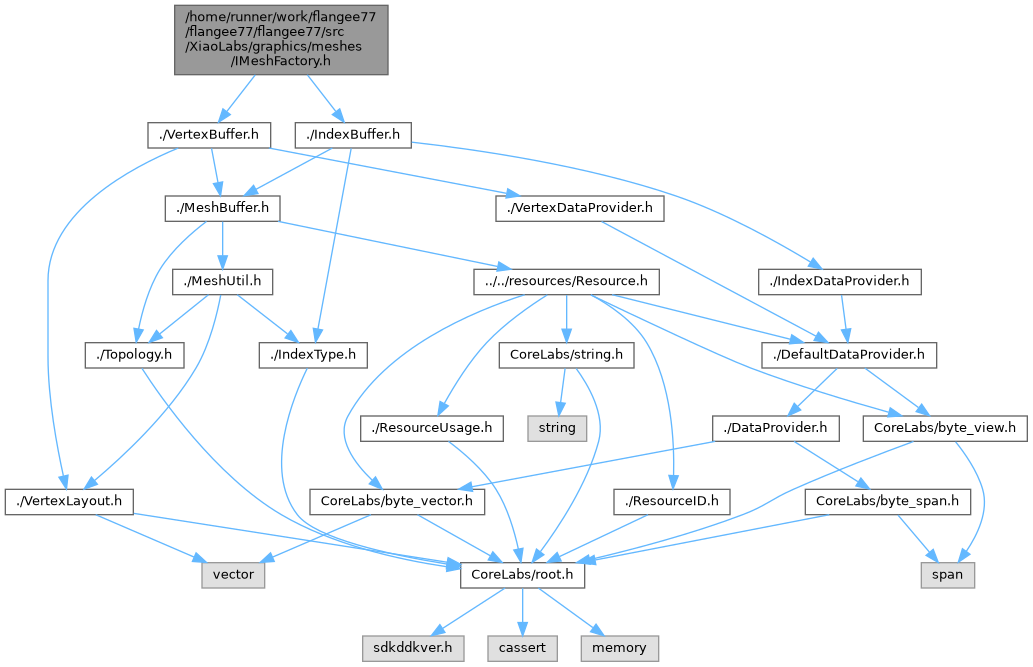 /home/runner/work/flangee77
/flangee77/flangee77/src
/XiaoLabs/graphics/meshes
/IMeshFactory.h
./VertexBuffer.h
./IndexBuffer.h
./MeshBuffer.h
./VertexDataProvider.h
./MeshUtil.h
../../resources/Resource.h
./IndexDataProvider.h
./Topology.h
./IndexType.h
CoreLabs/string.h
./DefaultDataProvider.h
./ResourceUsage.h
string
./DataProvider.h
CoreLabs/byte_view.h
./VertexLayout.h
CoreLabs/byte_vector.h
./ResourceID.h
CoreLabs/byte_span.h
vector
CoreLabs/root.h
span
sdkddkver.h
cassert
memory